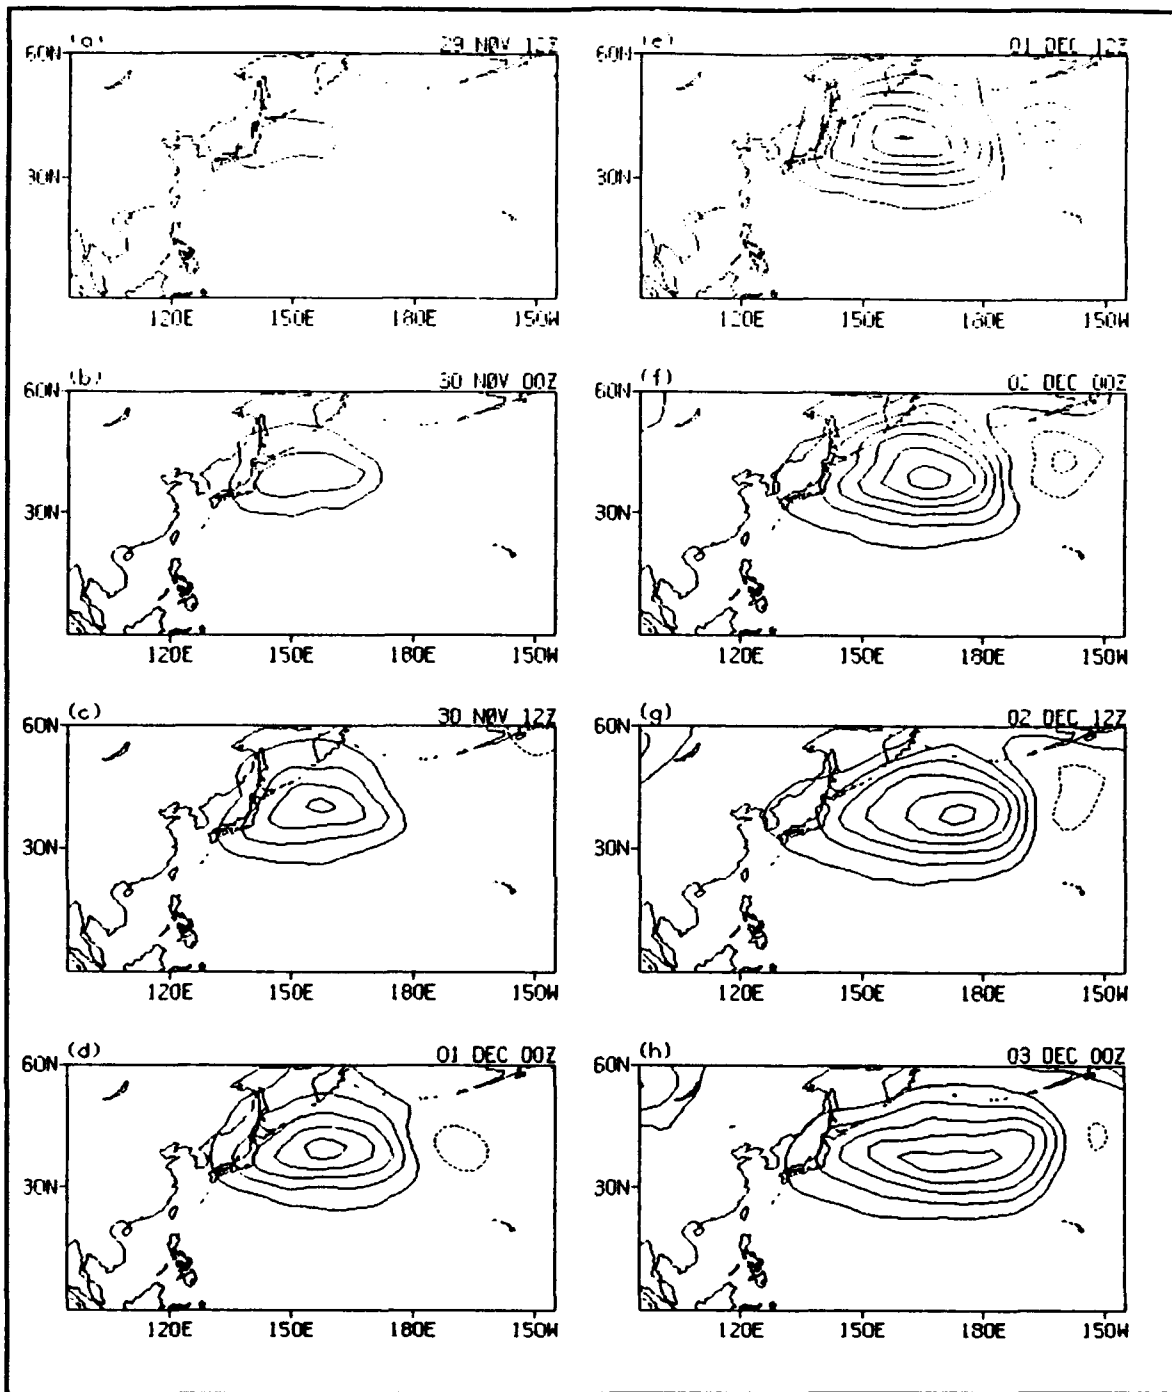 (a) 29 NØV 12Z
60N
30N
120E 150E 180E 150W
(b) 30 NØV 00Z
60N
30N
120E 150E 180E 150W
(c) 30 NØV 12Z
60N
30N
120E 150E 180E 150W
(d) 01 DEC 00Z
60N
30N
120E 150E 180E 150W
(e) 01 DEC 12Z
60N
30N
120E 150E 180E 150W
(f) 02 DEC 00Z
60N
30N
120E 150E 180E 150W
(g) 02 DEC 12Z
60N
30N
120E 150E 180E 150W
(h) 03 DEC 00Z
60N
30N
120E 150E 180E 150W